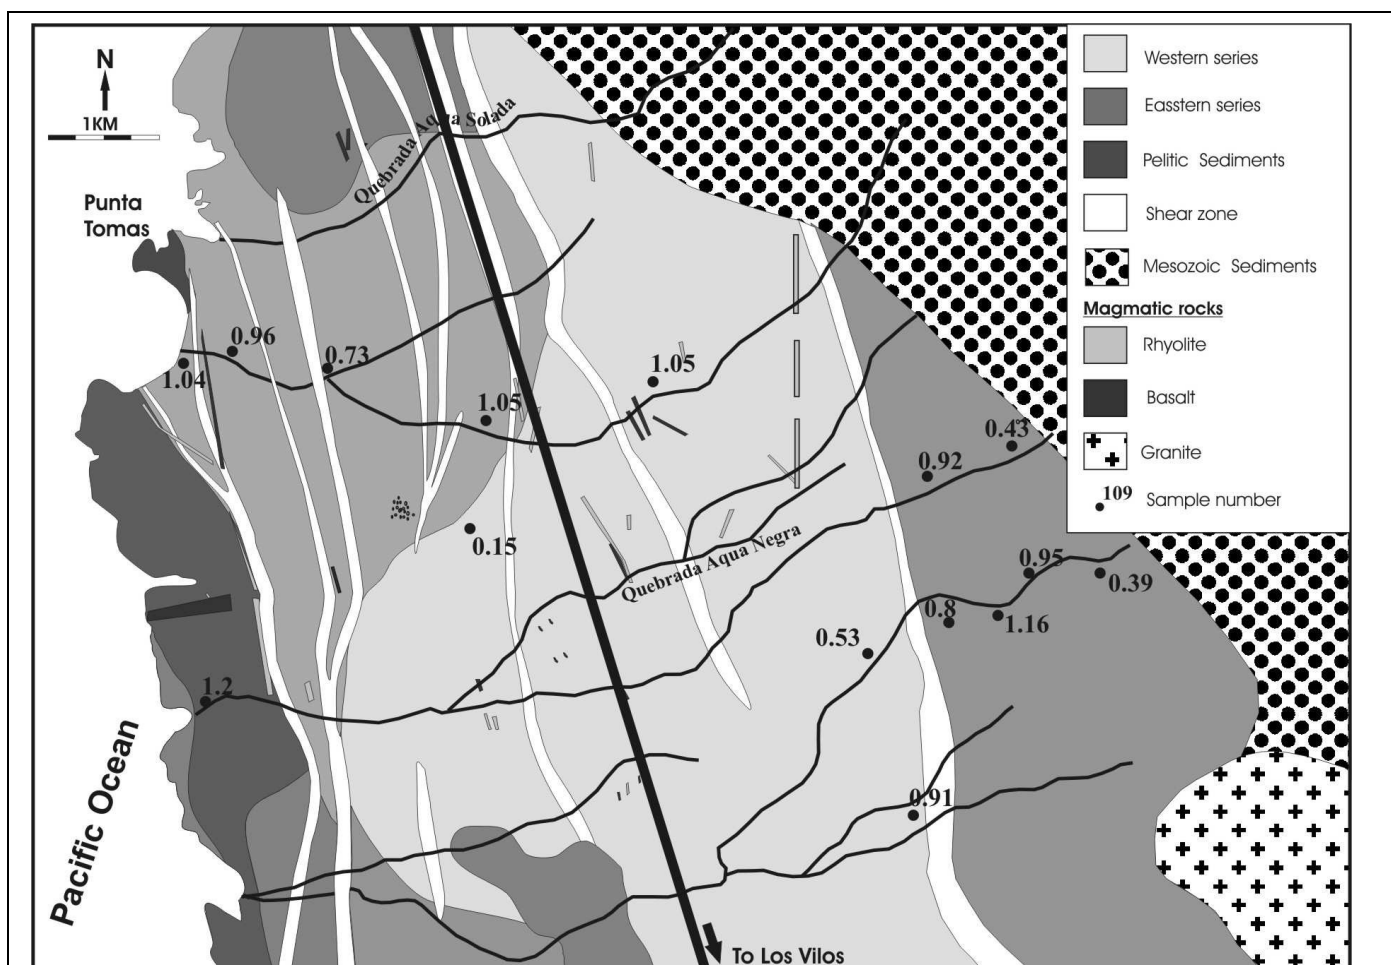 N
1KM
Quebrada Aqua Solada
Punta
Tomas
0.96
1.04
0.73
1.05
1.05
0.43
0.92
0.15
Quebrada Aqua Negra
0.95
0.39
0.8
1.16
0.53
1.2
0.91
Pacific Ocean
To Los Vilos
Western series
Easstern series
Pelitic Sediments
Shear zone
Mesozoic Sediments
Magmatic rocks
Rhyolite
Basalt
Granite
109 Sample number